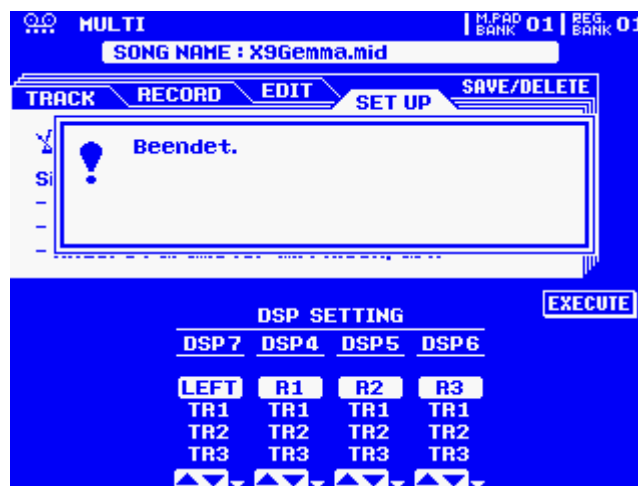 MULTI
M.PAD BANK 01
REG. BANK 01
SONG NAME : X9Gemma.mid
TRACK RECORD EDIT SET UP SAVE/DELETE
Beendet.
Si
EXECUTE
DSP SETTING
DSP7 DSP4 DSP5 DSP6
LEFT R1 R2 R3
TR1 TR1 TR1 TR1
TR2 TR2 TR2 TR2
TR3 TR3 TR3 TR3